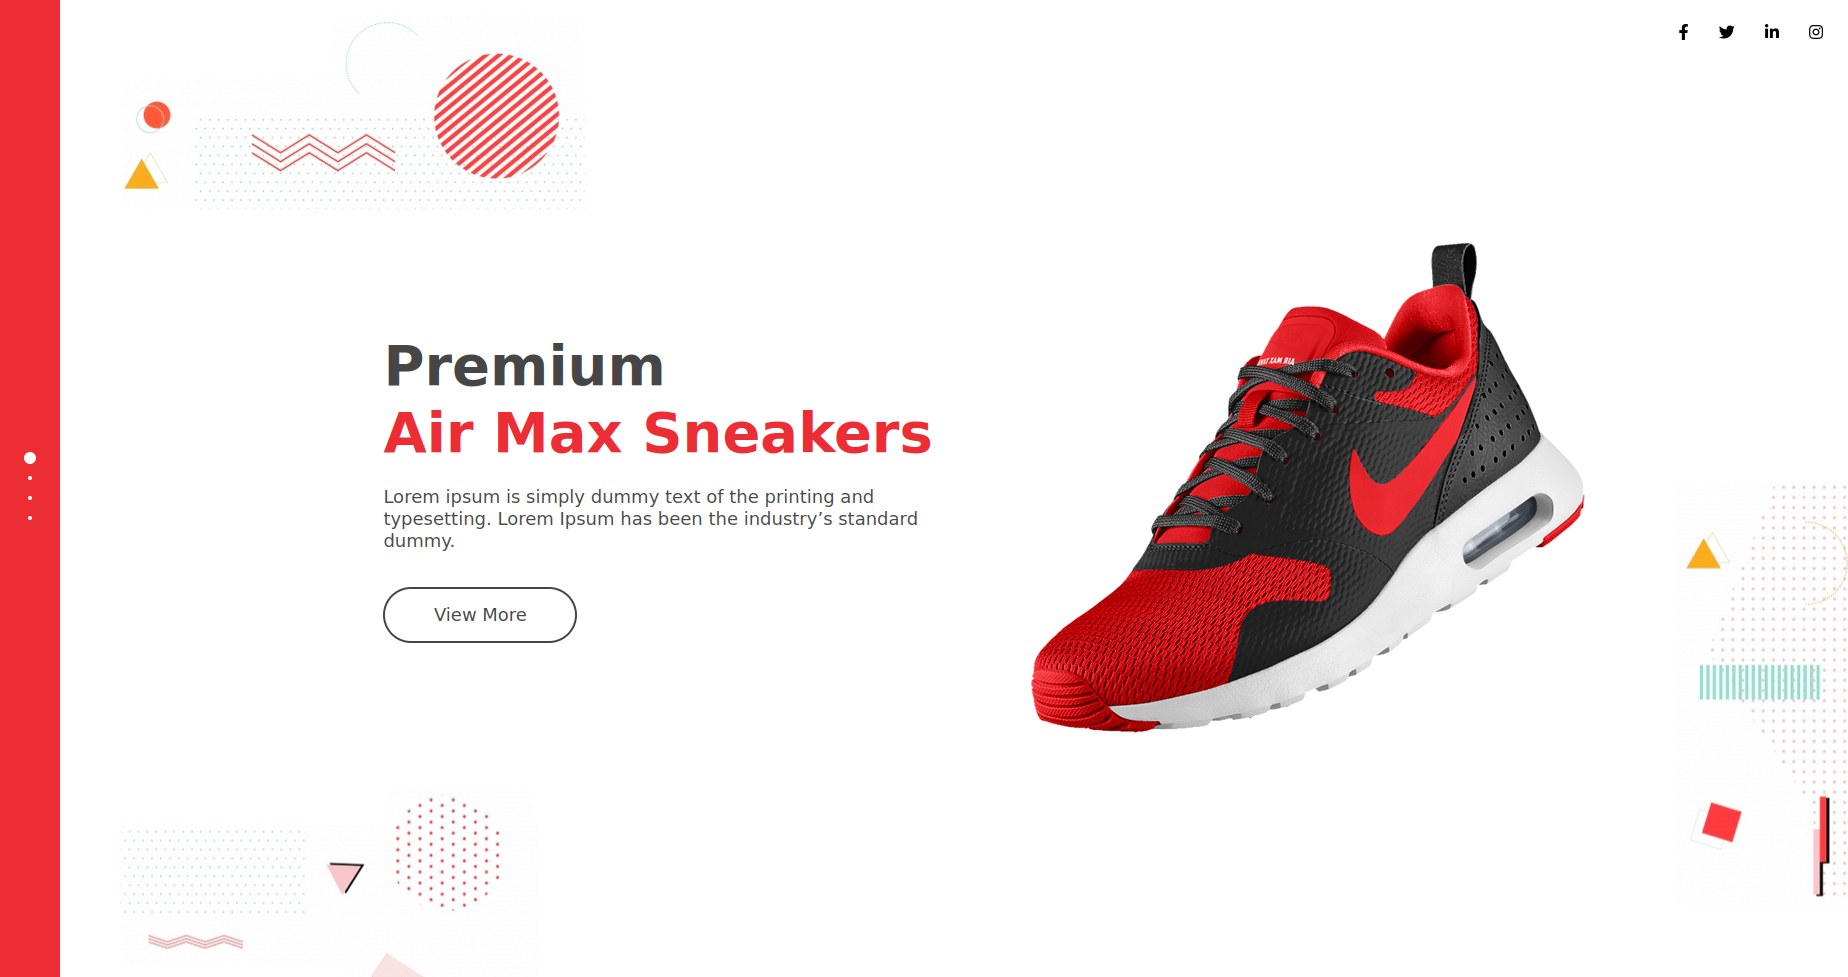 Premium
Air Max Sneakers
Lorem ipsum is simply dummy text of the printing and
typesetting. Lorem Ipsum has been the industry’s standard
dummy.
View More